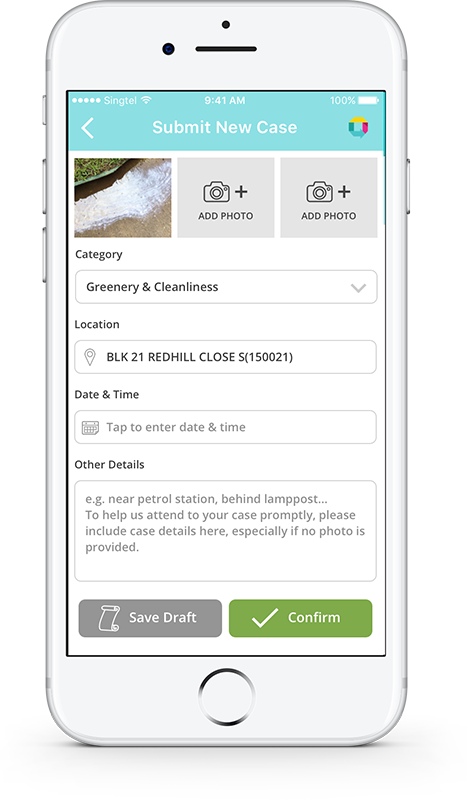 Singtel 9:41 AM 100%
Submit New Case
ADD PHOTO ADD PHOTO
Category
Greenery & Cleanliness
Location
BLK 21 REDHILL CLOSE S(150021)
Date & Time
Tap to enter date & time
Other Details
e.g. near petrol station, behind lamppost...
To help us attend to your case promptly, please
include case details here, especially if no photo is
provided.
Save Draft Confirm